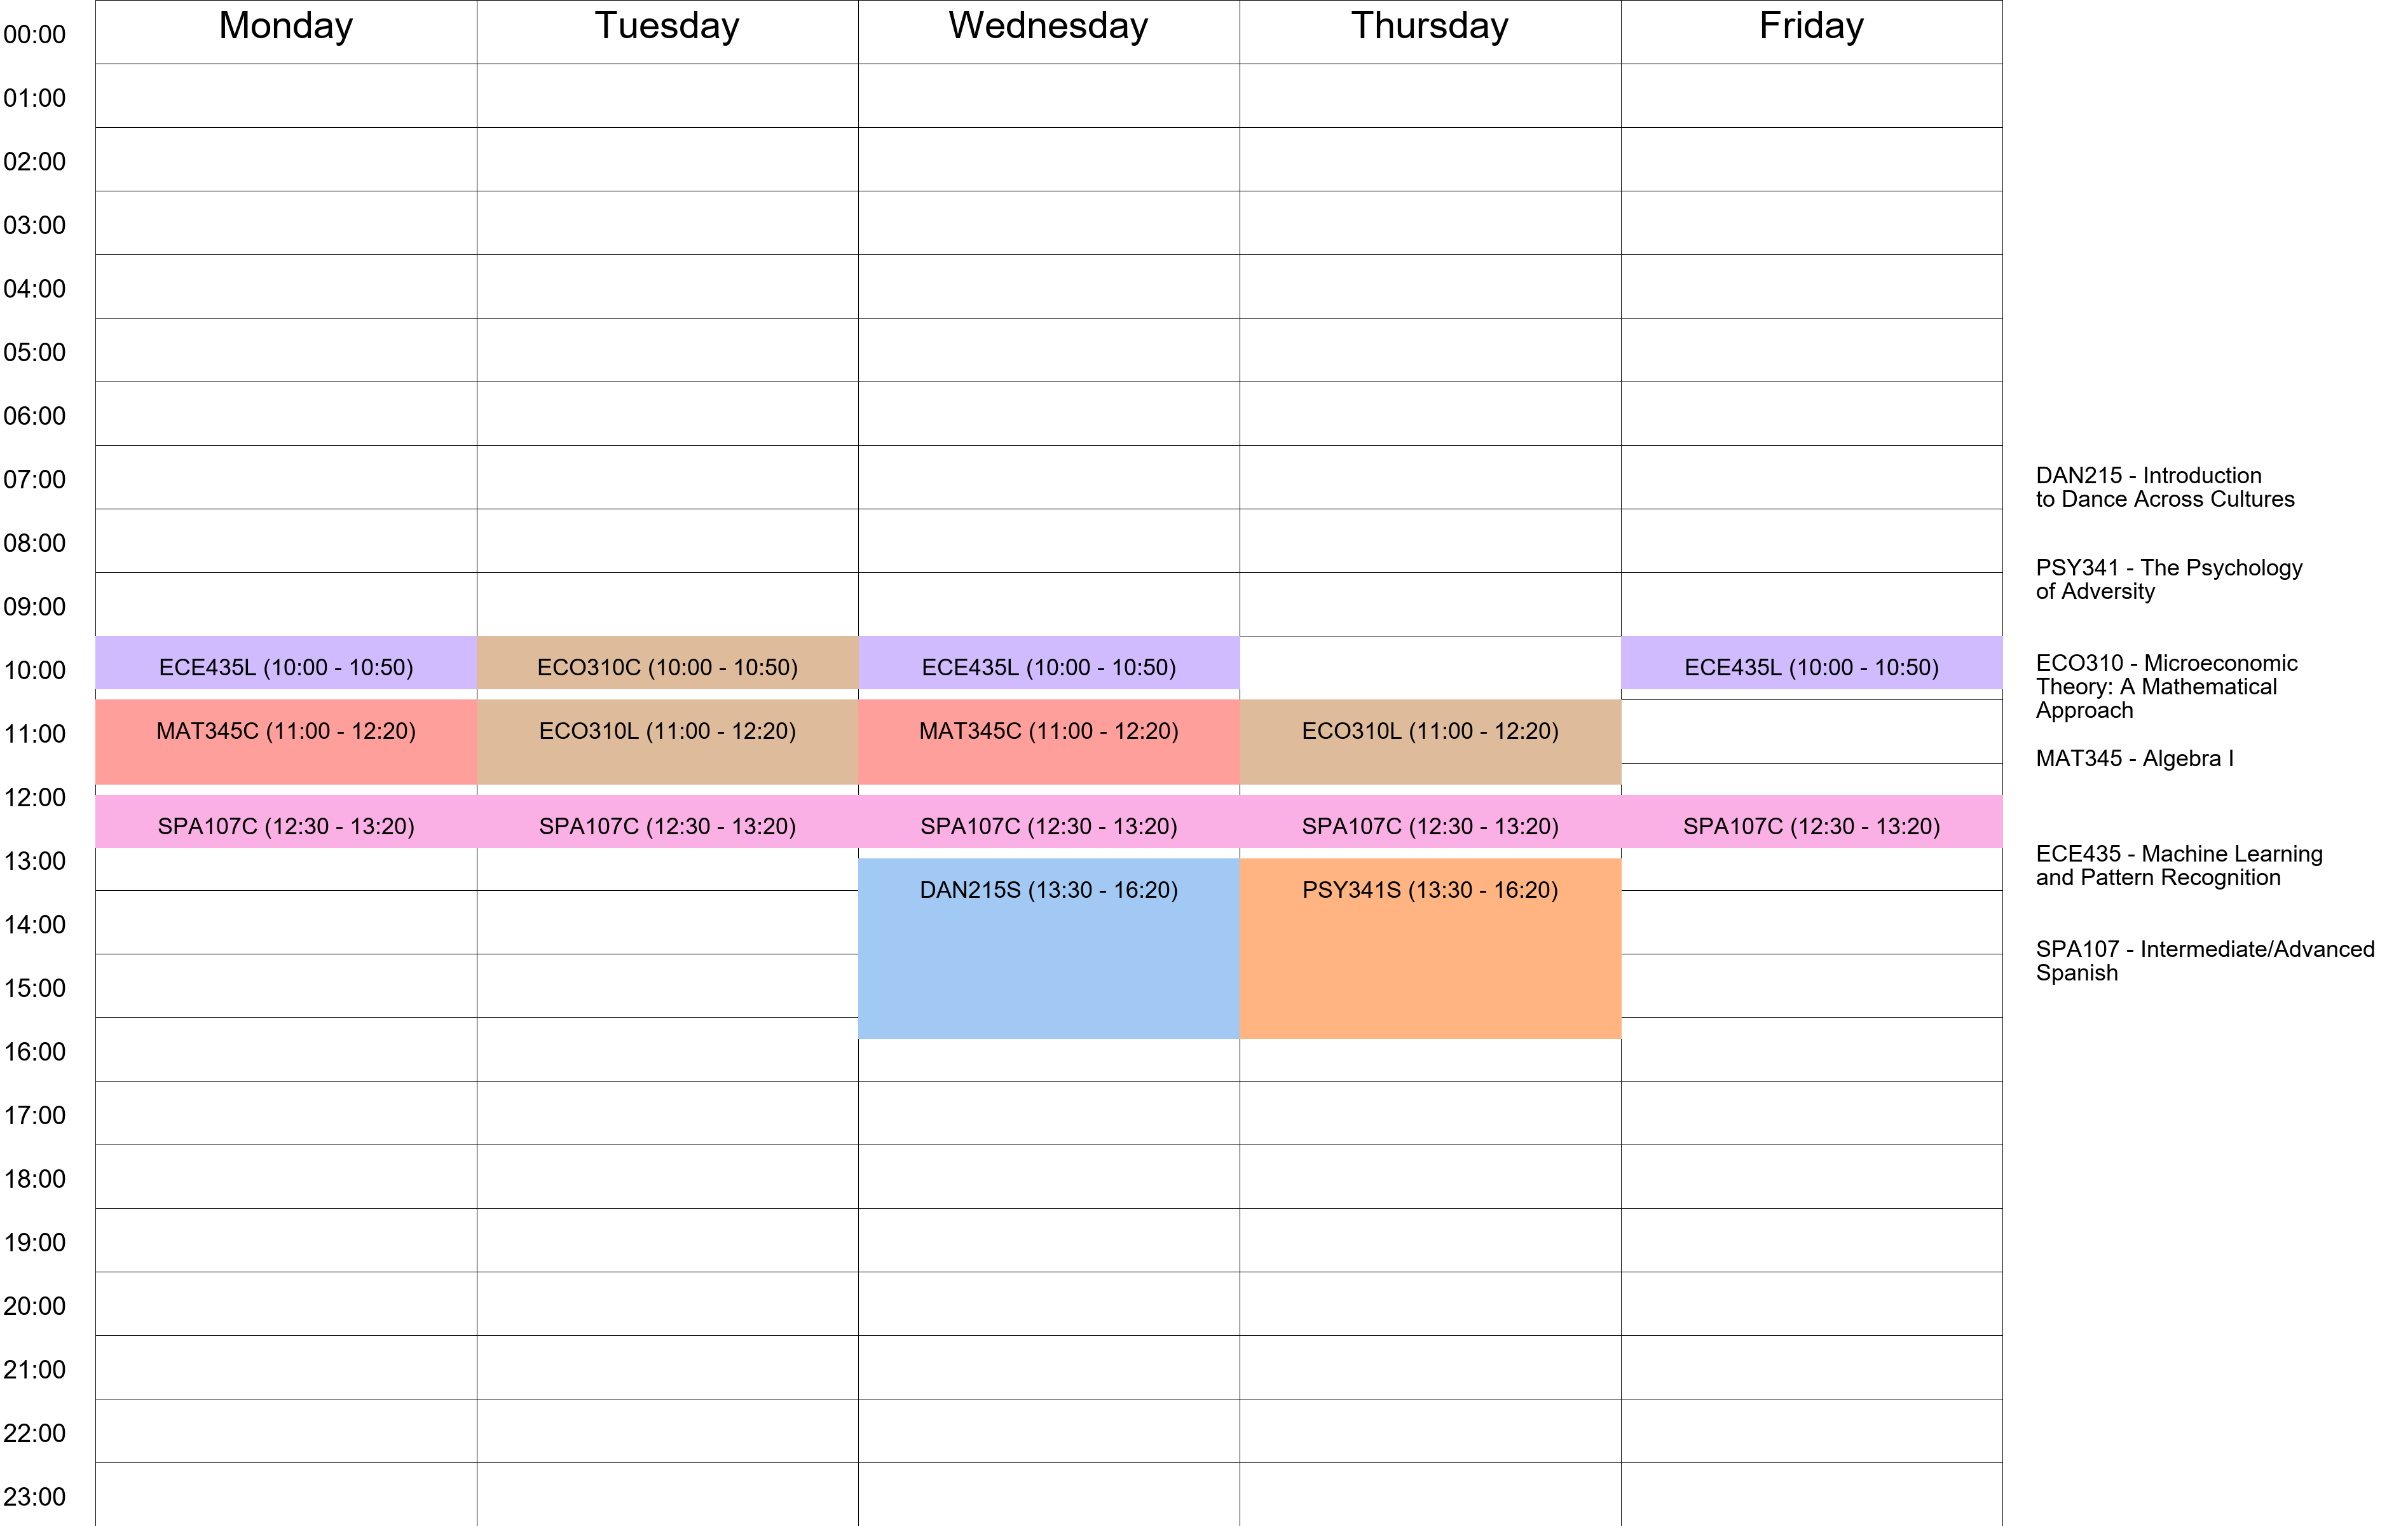 Monday Tuesday Wednesday Thursday Friday
00:00
01:00
02:00
03:00
04:00
05:00
06:00
07:00
08:00
09:00
10:00 ECE435L (10:00 - 10:50) ECO310C (10:00 - 10:50) ECE435L (10:00 - 10:50) ECE435L (10:00 - 10:50)
11:00 MAT345C (11:00 - 12:20) ECO310L (11:00 - 12:20) MAT345C (11:00 - 12:20) ECO310L (11:00 - 12:20)
12:00
SPA107C (12:30 - 13:20) SPA107C (12:30 - 13:20) SPA107C (12:30 - 13:20) SPA107C (12:30 - 13:20) SPA107C (12:30 - 13:20)
13:00
DAN215S (13:30 - 16:20) PSY341S (13:30 - 16:20)
14:00
15:00
16:00
17:00
18:00
19:00
20:00
21:00
22:00
23:00
DAN215 - Introduction
to Dance Across Cultures
PSY341 - The Psychology
of Adversity
ECO310 - Microeconomic
Theory: A Mathematical
Approach
MAT345 - Algebra I
ECE435 - Machine Learning
and Pattern Recognition
SPA107 - Intermediate/Advanced
Spanish